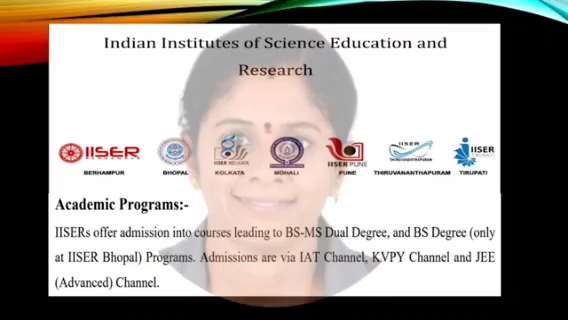 Indian Institutes of Science Education and
Research
IISER IISER PUNE IISER IISER
IISER KOLKATA THIRUVANANTHAPURAM
BERHAMPUR BHOPAL KOLKATA MOHALI PUNE THIRUVANANTHAPURAM TIRUPATI
Academic Programs:-
IISERs offer admission into courses leading to BS-MS Dual Degree, and BS Degree (only
at IISER Bhopal) Programs. Admissions are via IAT Channel, KVPY Channel and JEE
(Advanced) Channel.